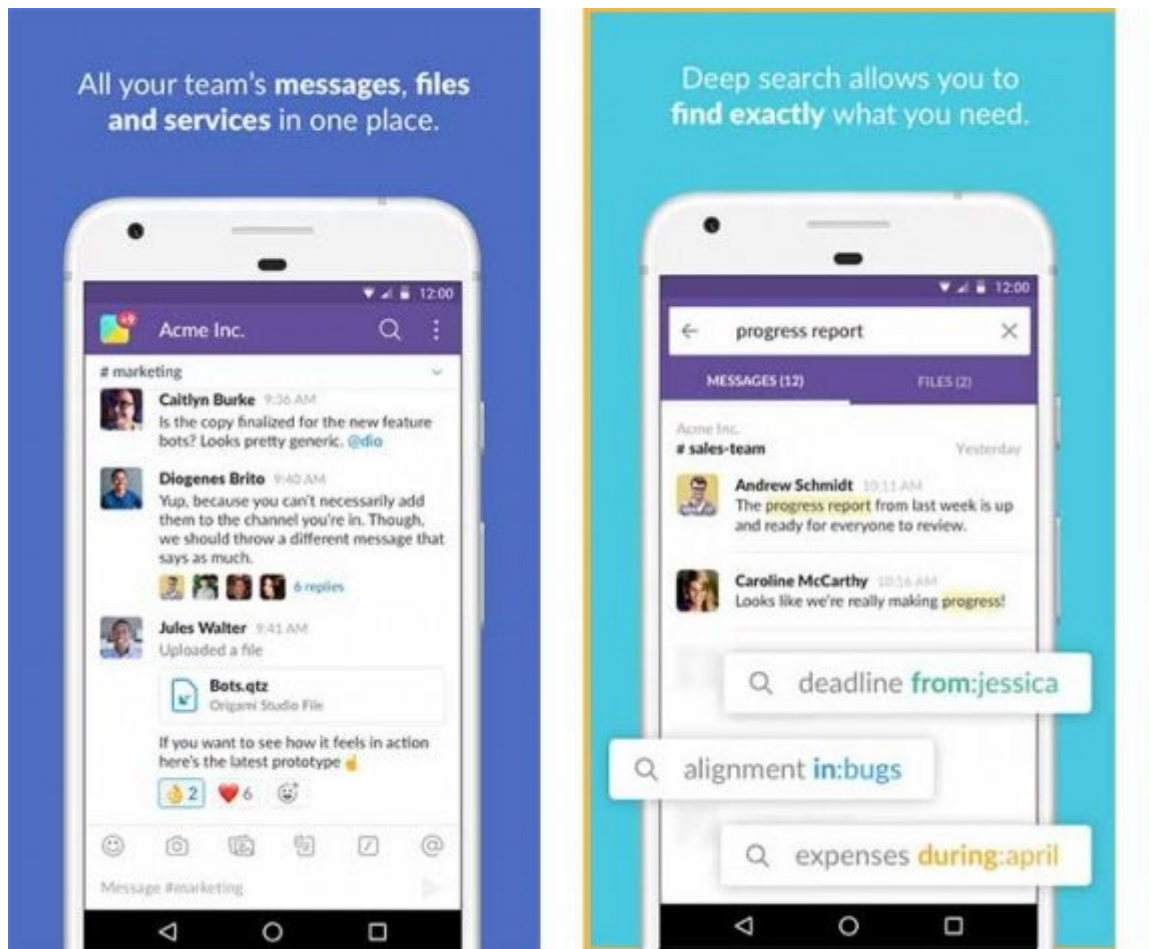 All your team's messages, files
and services in one place.
12:00
+9
Acme Inc.
# marketing
Caitlyn Burke 9:36 AM
Is the copy finalized for the new feature
bots? Looks pretty generic. @dio
Diogenes Brito 9:40 AM
Yup, because you can't necessarily add
them to the channel you're in. Though,
we should throw a different message that
says as much.
6 replies
Jules Walter 9:41 AM
Uploaded a file
Bots.qtz
Origami Studio File
If you want to see how it feels in action
here's the latest prototype
2 6
@
Message #marketing
Deep search allows you to
find exactly what you need.
12:00
progress report
MESSAGES (12) FILES (2)
Acme Inc.
# sales-team Yesterday
Andrew Schmidt 10:11 AM
The progress report from last week is up
and ready for everyone to review.
Caroline McCarthy 10:16 AM
Looks like we're really making progress!
deadline from:jessica
alignment in:bugs
expenses during:april